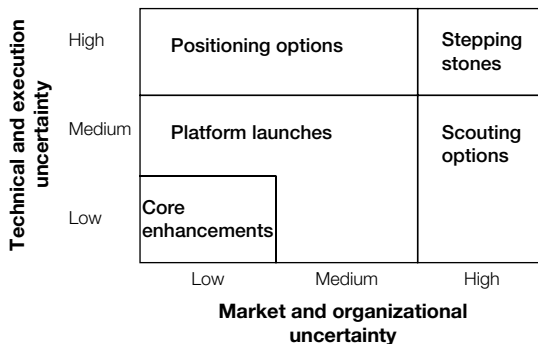 Technical and execution
uncertainty
High
Positioning options
Stepping
stones
Medium
Platform launches
Scouting
options
Low
Core
enhancements
Low
Medium
High
Market and organizational
uncertainty